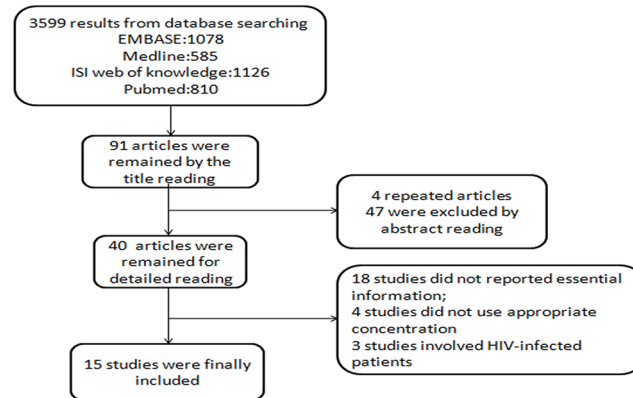 3599 results from database searching
EMBASE:1078
Medline:585
ISI web of knowledge:1126
Pubmed:810
91 articles were
remained by the
title reading
4 repeated articles
47 were excluded by
abstract reading
40 articles were
remained for
detailed reading
18 studies did not reported essential
information;
4 studies did not use appropriate
concentration
3 studies involved HIV-infected
patients
15 studies were finally
included